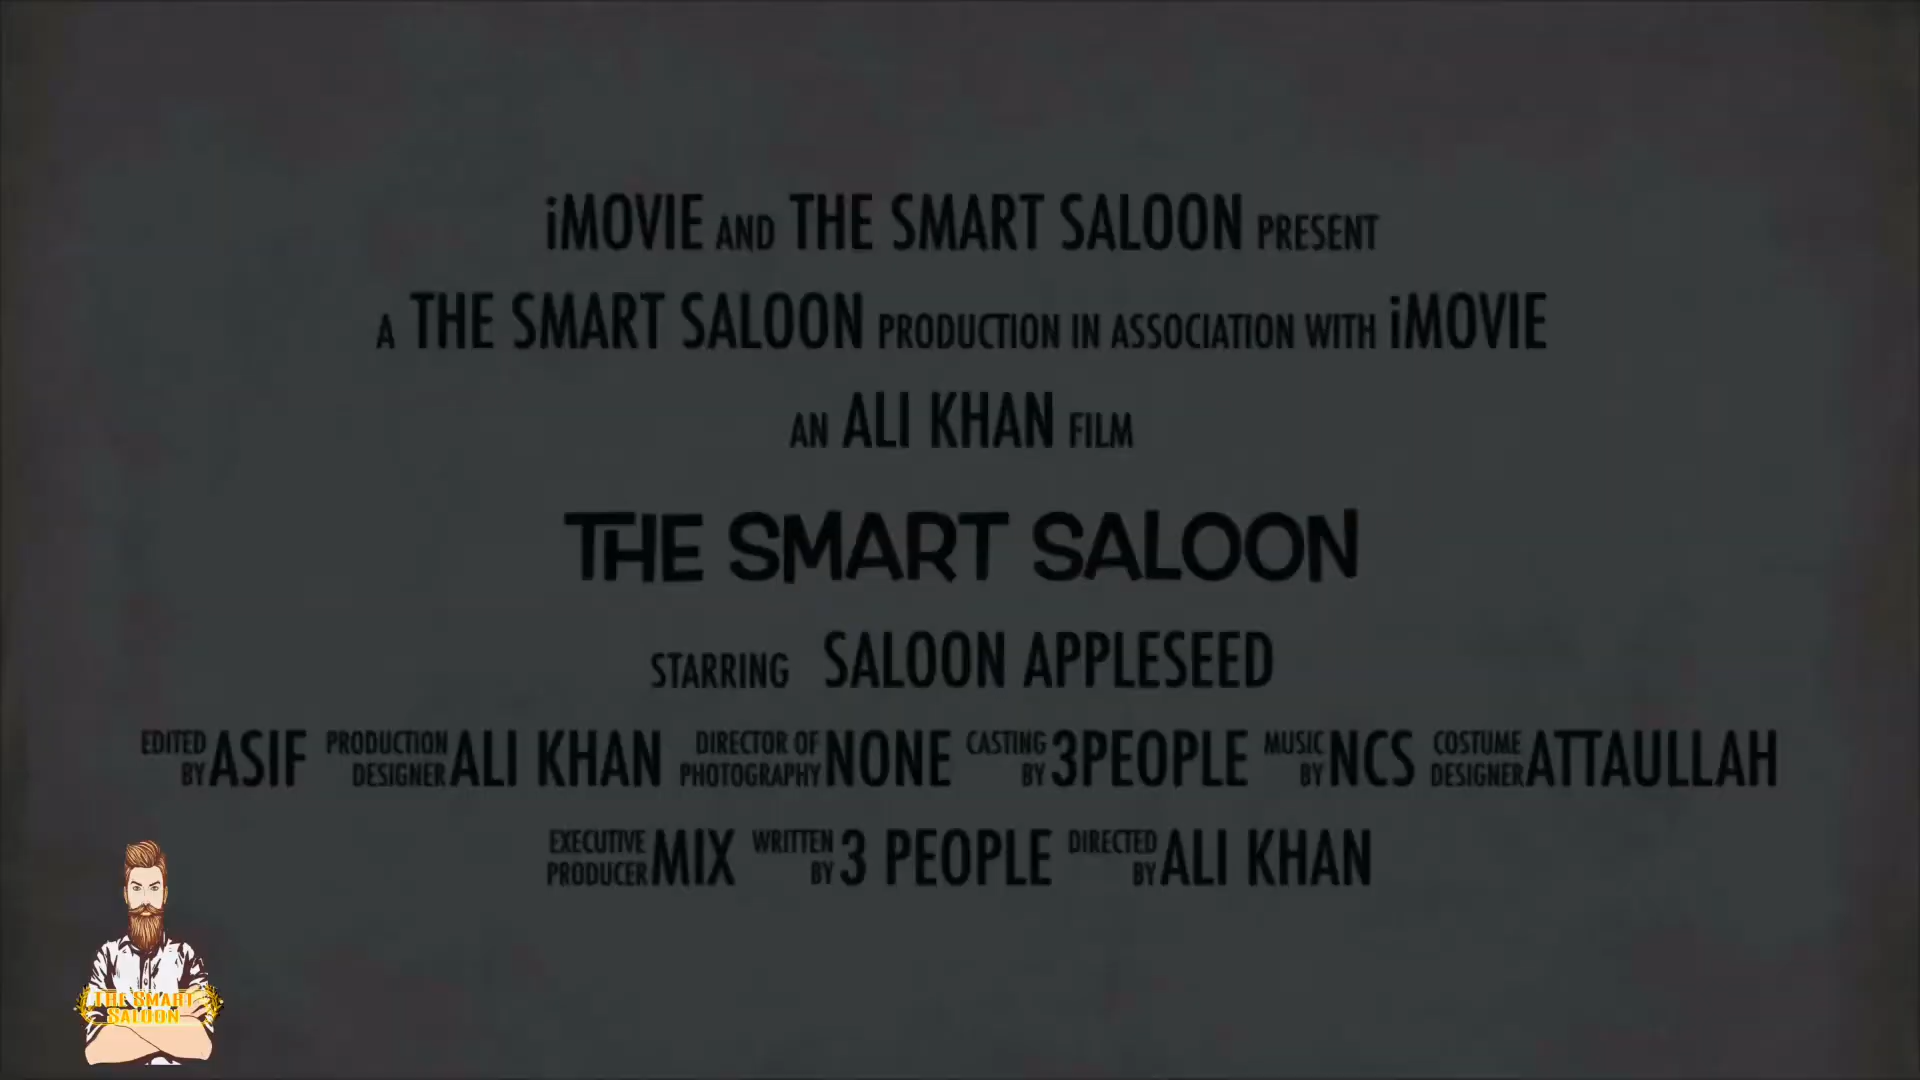 iMOVIE AND THE SMART SALOON PRESENT
A THE SMART SALOON PRODUCTION IN ASSOCIATION WITH iMOVIE
AN ALI KHAN FILM
THE SMART SALOON
STARRING SALOON APPLESEED
EDITED BY ASIF PRODUCTION DESIGNER ALI KHAN DIRECTOR OF PHOTOGRAPHY NONE CASTING BY 3PEOPLE MUSIC BY NCS COSTUME DESIGNER ATTAULLAH
EXECUTIVE PRODUCER MIX WRITTEN BY 3 PEOPLE DIRECTED BY ALI KHAN
THE SMART
SALOON